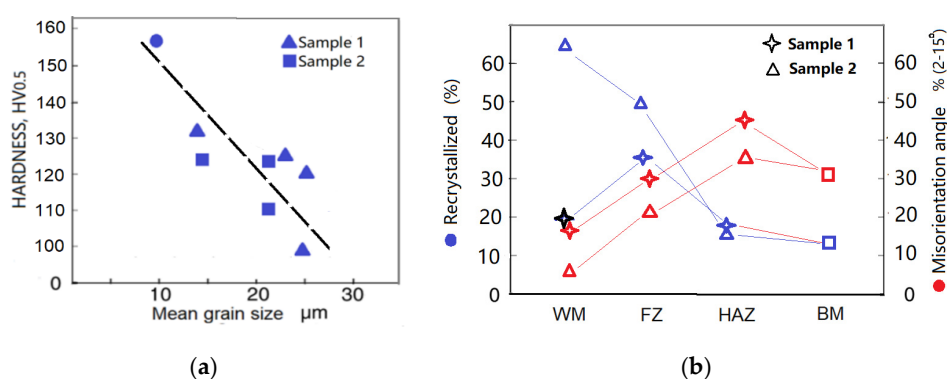 160
150
140
130
120
110
100
0
HARDNESS, HV0.5
Sample 1
Sample 2
10 20 30
Mean grain size μm
(a)
60
50
40
30
20
10
0
Recrystallized (%)
Sample 1
Sample 2
60
50
40
30
20
10
0
Misorientation angle % (2-15°)
WM FZ HAZ BM
(b)